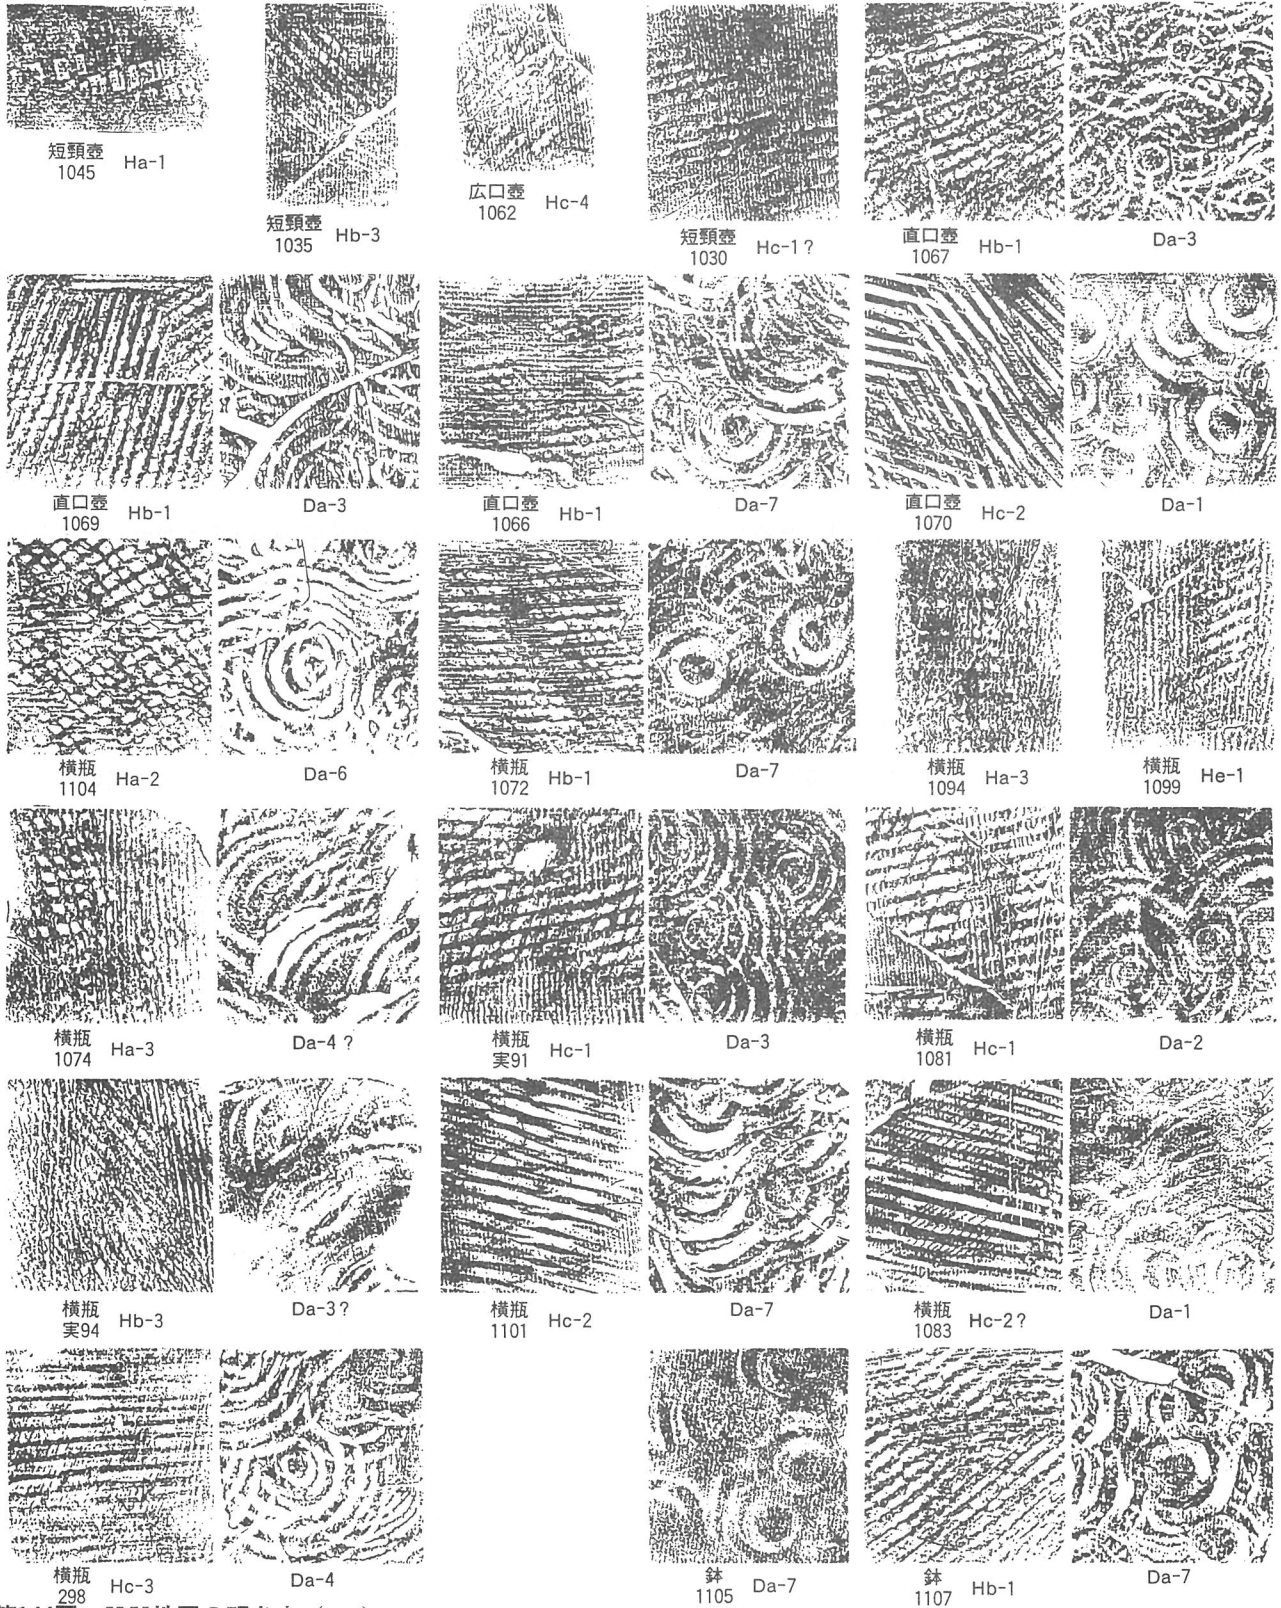 短頸壺
1045 Ha-1
短頸壺
1035 Hb-3
広口壺
1062 Hc-4
短頸壺
1030 Hc-1?
直口壺
1067 Hb-1
Da-3
直口壺
1069 Hb-1
Da-3
直口壺
1066 Hb-1
Da-7
直口壺
1070 Hc-2
Da-1
横瓶
1104 Ha-2
Da-6
横瓶
1072 Hb-1
Da-7
横瓶
1094 Ha-3
横瓶
1099 He-1
横瓶
1074 Ha-3
Da-4?
横瓶
実91 Hc-1
Da-3
横瓶
1081 Hc-1
Da-2
横瓶
実94 Hb-3
Da-3?
横瓶
1101 Hc-2
Da-7
横瓶
1083 Hc-2?
Da-1
横瓶
298 Hc-3
Da-4
鉢
1105 Da-7
鉢
1107 Hb-1
Da-7